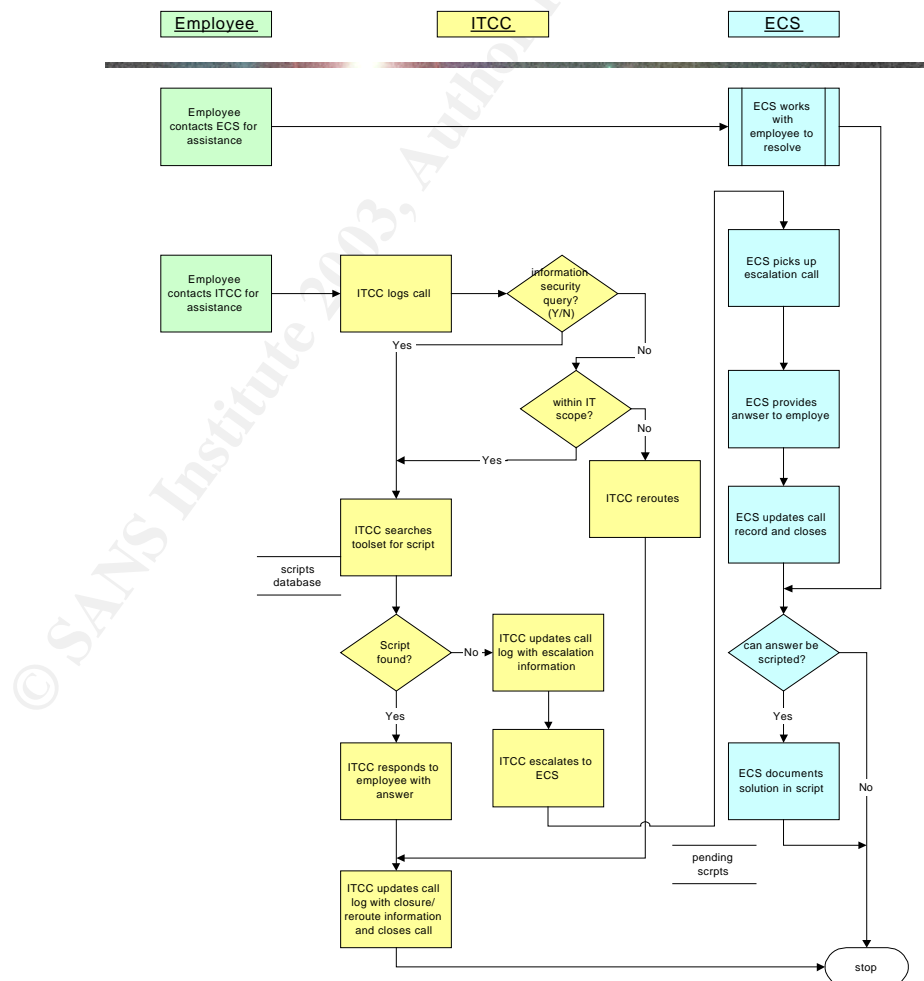 Employee
ITCC
ECS
Employee
contacts ECS for
assistance
ECS works
with
employee to
resolve
ECS picks up
escalation call
Employee
contacts ITCC for
assistance
ITCC logs call
information
security
query?
(Y/N)
Yes
No
within IT
scope?
No
Yes
ECS provides
anwser to employe
ITCC reroutes
ITCC searches
toolset for script
ECS updates call
record and closes
scripts
database
Script
found?
No
ITCC updates call
log with escalation
information
can answer be
scripted?
Yes
Yes
ITCC responds to
employee with
answer
ITCC escalates to
ECS
ECS documents
solution in script
No
pending
scrpts
ITCC updates call
log with closure/
reroute information
and closes call
stop
© SANS Institute 2003, Author